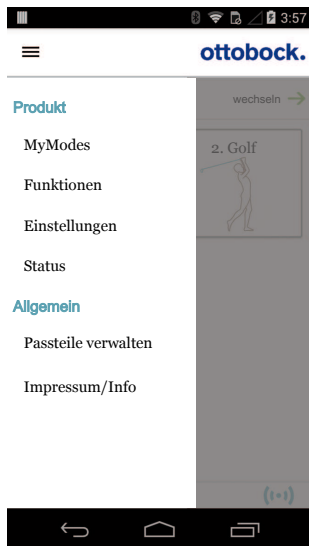 3:57
ottobock.
Produkt
wechseln
MyModes
2. Golf
Funktionen
Einstellungen
Status
Allgemein
Passteile verwalten
Impressum/Info